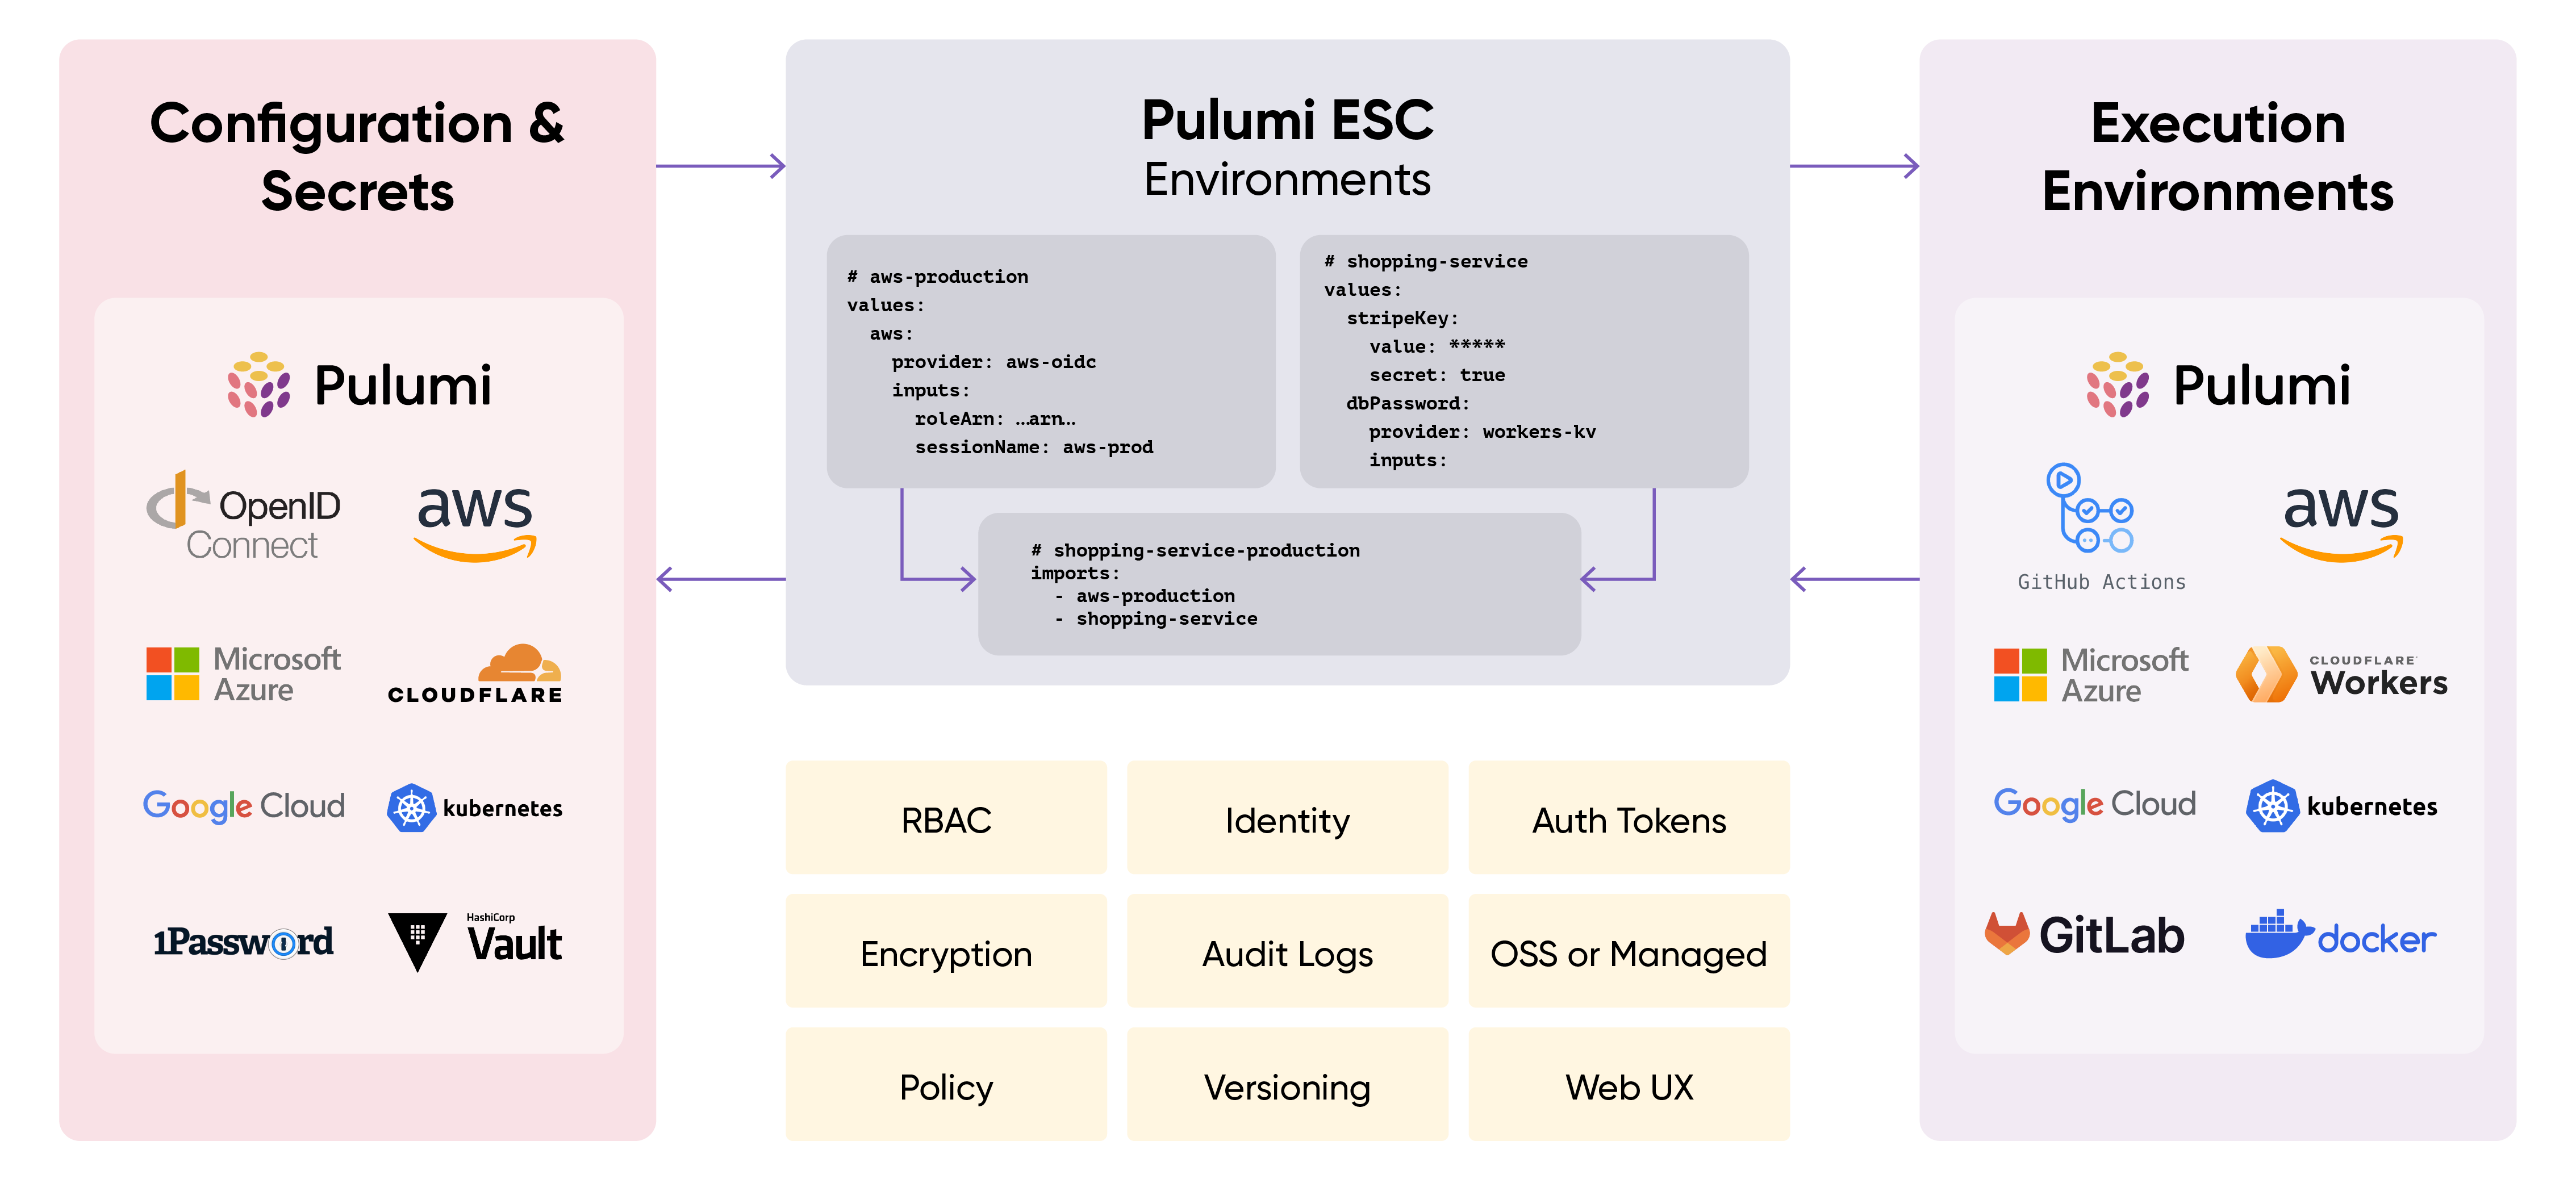 Configuration &
Secrets
Pulumi
OpenID
Connect
aws
Microsoft
Azure
CLOUDFLARE
Google Cloud
kubernetes
1Password
HashiCorp
Vault
Pulumi ESC
Environments
# aws-production
values:
  aws:
    provider: aws-oidc
    inputs:
      roleArn: …arn…
      sessionName: aws-prod
# shopping-service
values:
  stripeKey:
    value: *****
    secret: true
  dbPassword:
    provider: workers-kv
    inputs:
# shopping-service-production
imports:
  - aws-production
  - shopping-service
RBAC
Identity
Auth Tokens
Encryption
Audit Logs
OSS or Managed
Policy
Versioning
Web UX
Execution
Environments
Pulumi
GitHub Actions
aws
Microsoft
Azure
CLOUDFLARE
Workers
Google Cloud
kubernetes
GitLab
docker